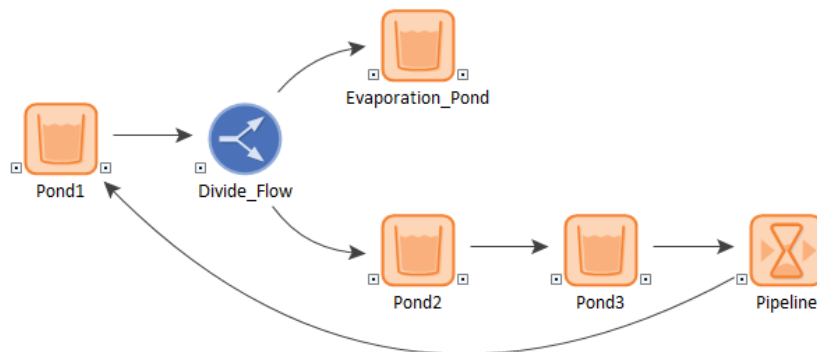 Evaporation_Pond
Pond1
Divide_Flow
Pond2
Pond3
Pipeline